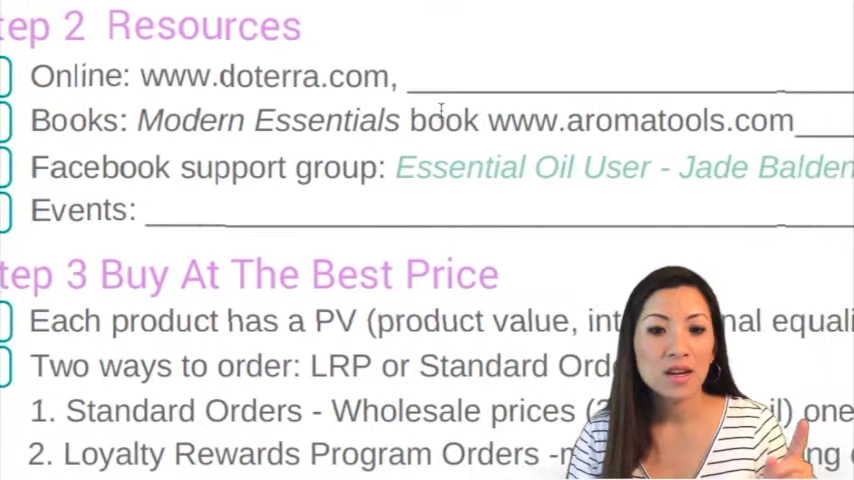 tep 2 Resources
Online: www.doterra.com,
Books: Modern Essentials book www.aromatools.com
Facebook support group: Essential Oil User - Jade Balden
Events:
tep 3 Buy At The Best Price
Each product has a PV (product value, int nal equali
Two ways to order: LRP or Standard Ord
1. Standard Orders - Wholesale prices ( il) one
2. Loyalty Rewards Program Orders - ng